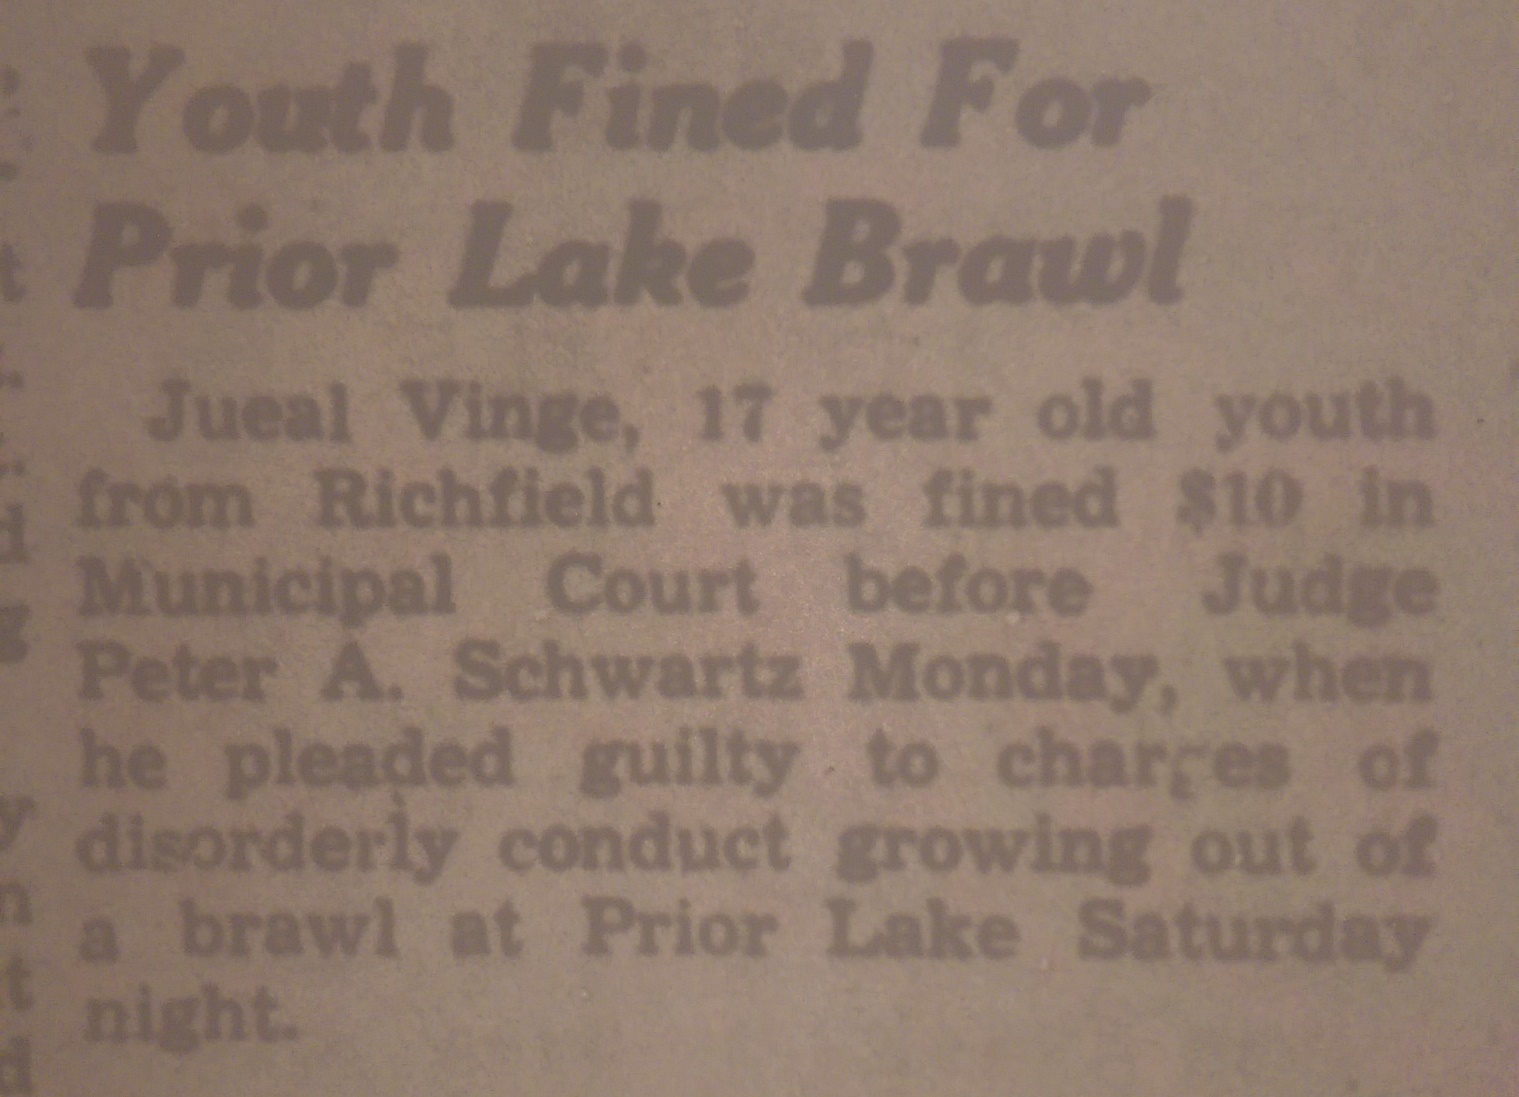 Youth Fined For
Prior Lake Brawl
Jueal Vinge, 17 year old youth
from Richfield was fined $10 in
Municipal Court before Judge
Peter A. Schwartz Monday, when
he pleaded guilty to charges of
disorderly conduct growing out of
a brawl at Prior Lake Saturday
night.